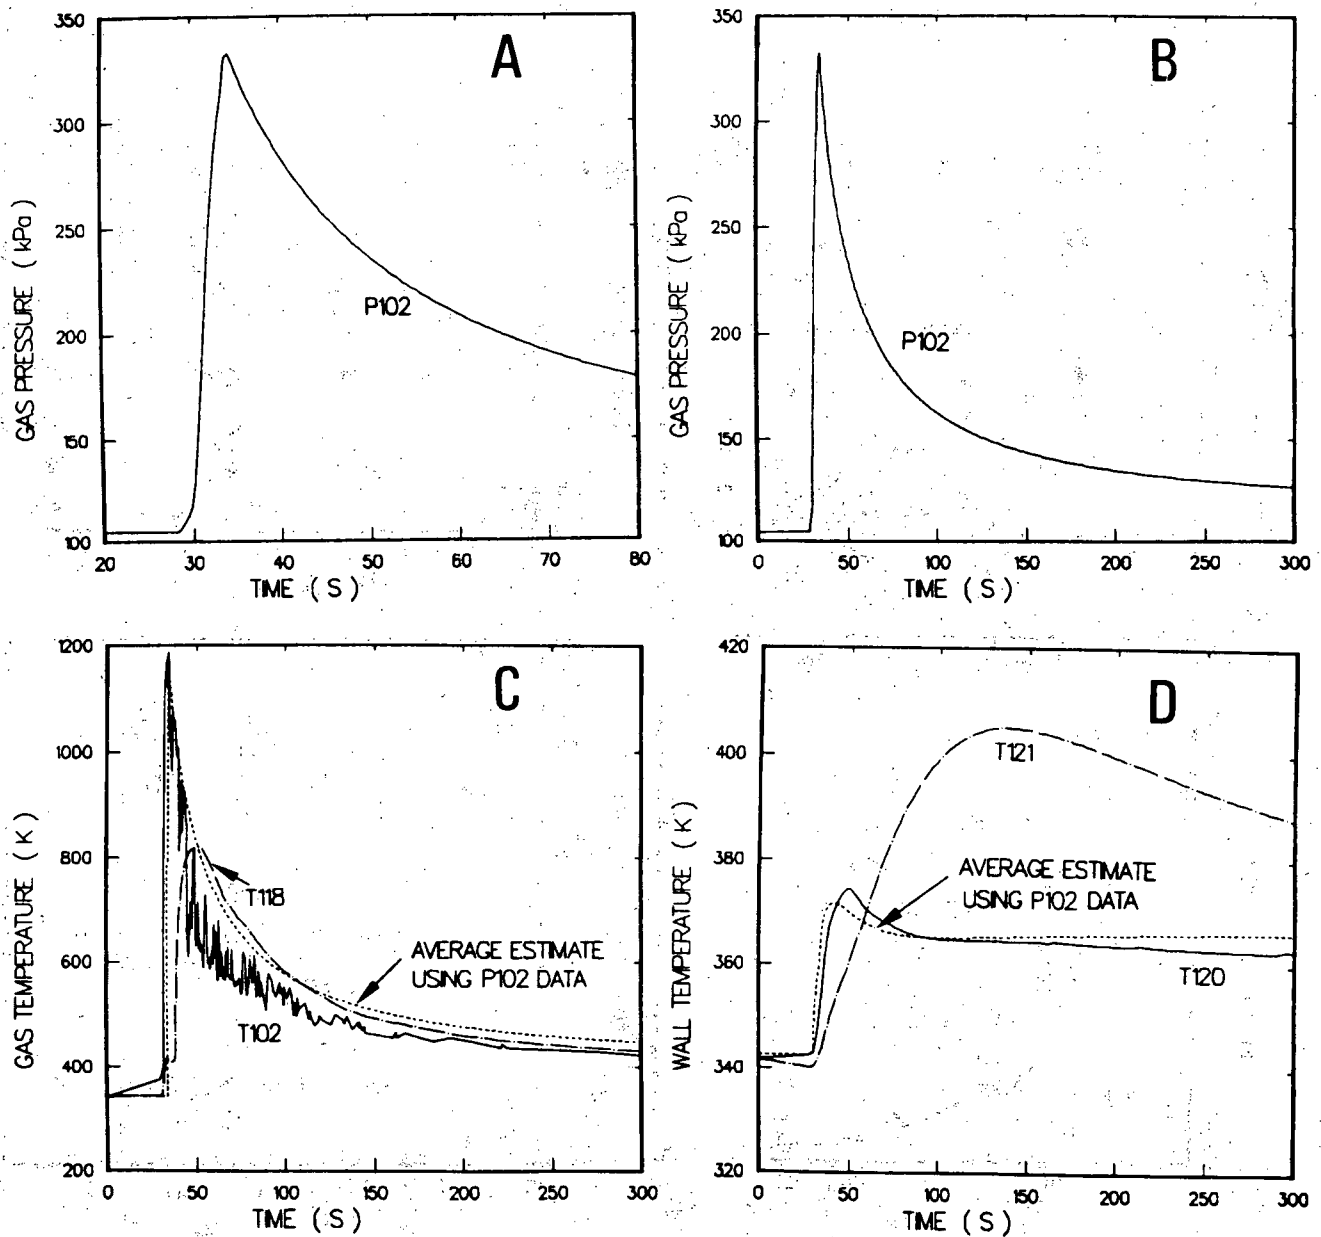 A
350
300
250
200
150
100
GAS PRESSURE ( kPa )
P102
20
30
40
50
60
70
80
TIME ( S )
B
350
300
250
200
150
100
GAS PRESSURE ( kPa )
P102
0
50
100
150
200
250
300
TIME ( S )
C
1200
1000
800
600
400
200
GAS TEMPERATURE ( K )
T118
AVERAGE ESTIMATE
USING P102 DATA
T102
0
50
100
150
200
250
300
TIME ( S )
D
420
400
380
360
340
320
WALL TEMPERATURE ( K )
T121
AVERAGE ESTIMATE
USING P102 DATA
T120
0
50
100
150
200
250
300
TIME ( S )